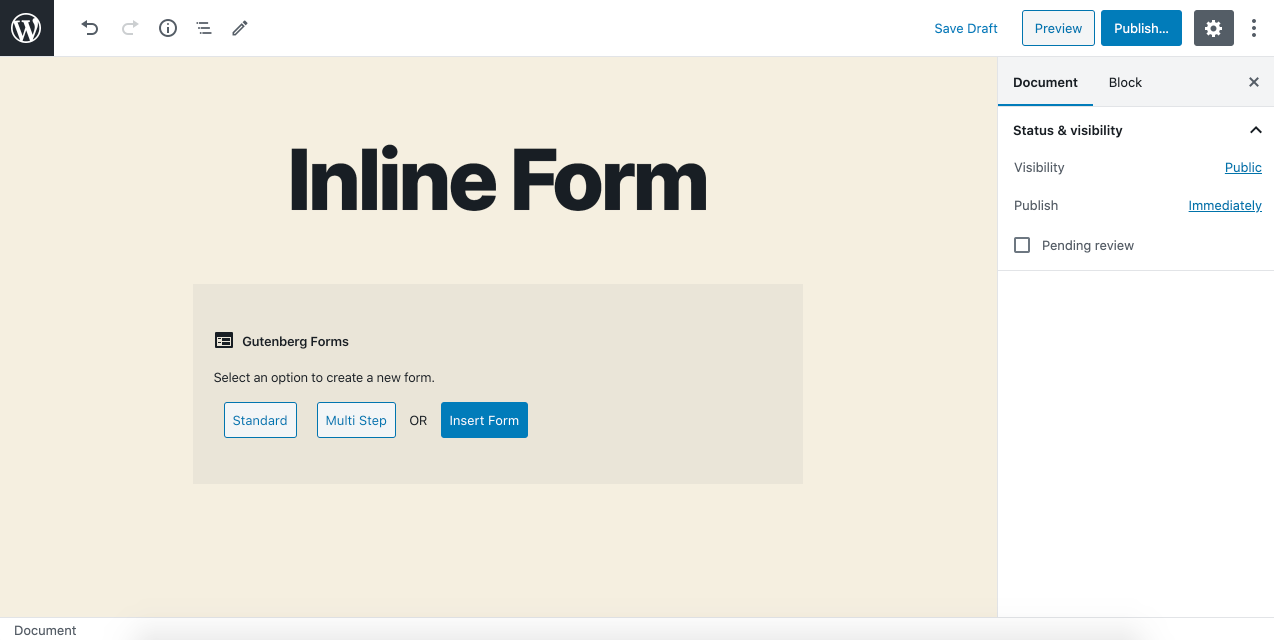 Save Draft Preview Publish...
Document Block
Status & visibility
Visibility Public
Publish Immediately
Pending review
Inline Form
Gutenberg Forms
Select an option to create a new form.
Standard Multi Step OR Insert Form
Document